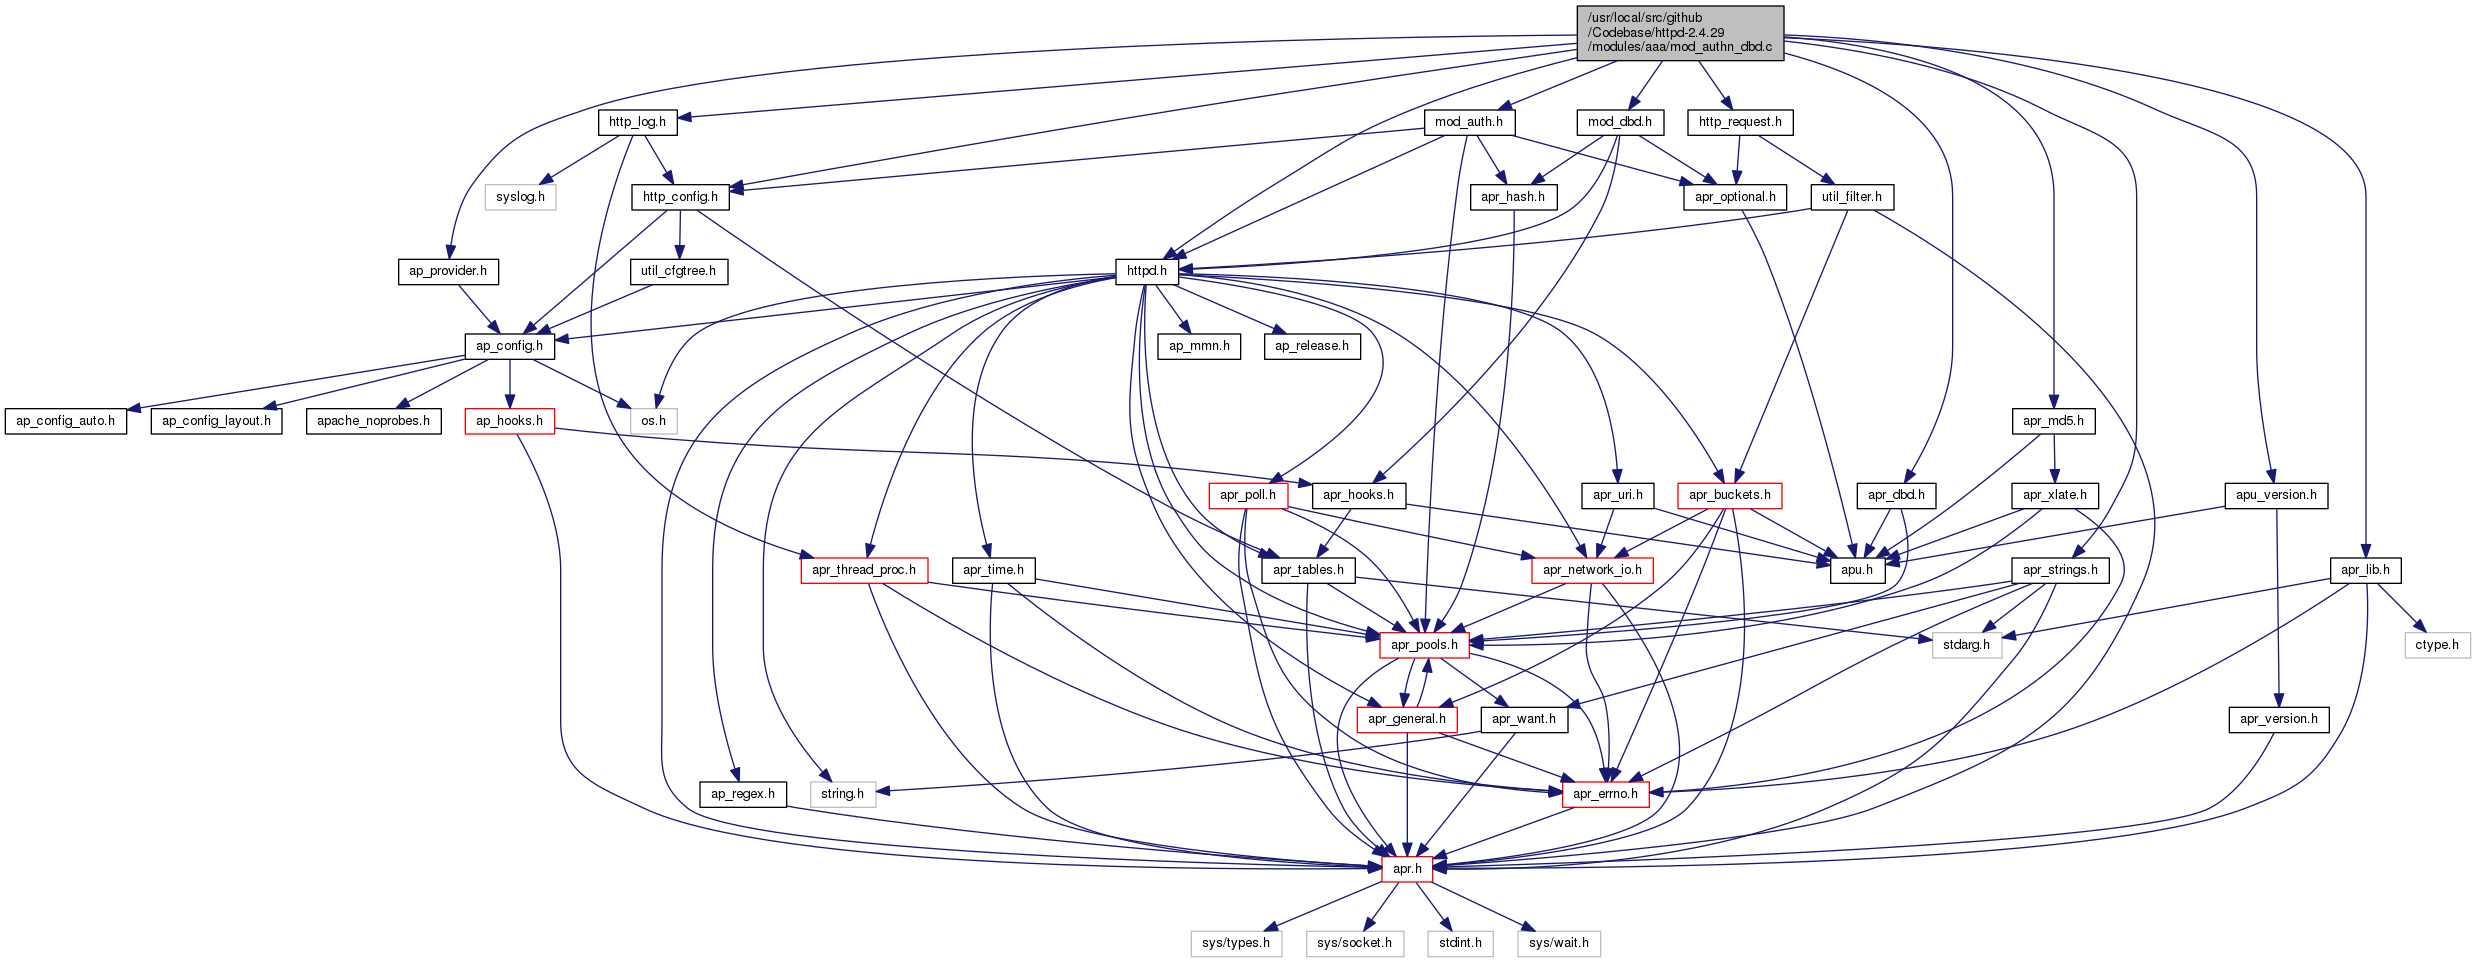 /usr/local/src/github
/Codebase/httpd-2.4.29
/modules/aaa/mod_authn_dbd.c
http_log.h
mod_auth.h
mod_dbd.h
http_request.h
syslog.h
http_config.h
apr_hash.h
apr_optional.h
util_filter.h
ap_provider.h
util_cfgtree.h
httpd.h
ap_config.h
ap_mmn.h
ap_release.h
ap_config_auto.h
ap_config_layout.h
apache_noprobes.h
ap_hooks.h
os.h
apr_md5.h
apr_poll.h
apr_hooks.h
apr_uri.h
apr_buckets.h
apr_dbd.h
apr_xlate.h
apu_version.h
apr_thread_proc.h
apr_time.h
apr_tables.h
apr_network_io.h
apu.h
apr_strings.h
apr_lib.h
apr_pools.h
stdarg.h
ctype.h
apr_general.h
apr_want.h
apr_version.h
ap_regex.h
string.h
apr_errno.h
apr.h
sys/types.h
sys/socket.h
stdint.h
sys/wait.h